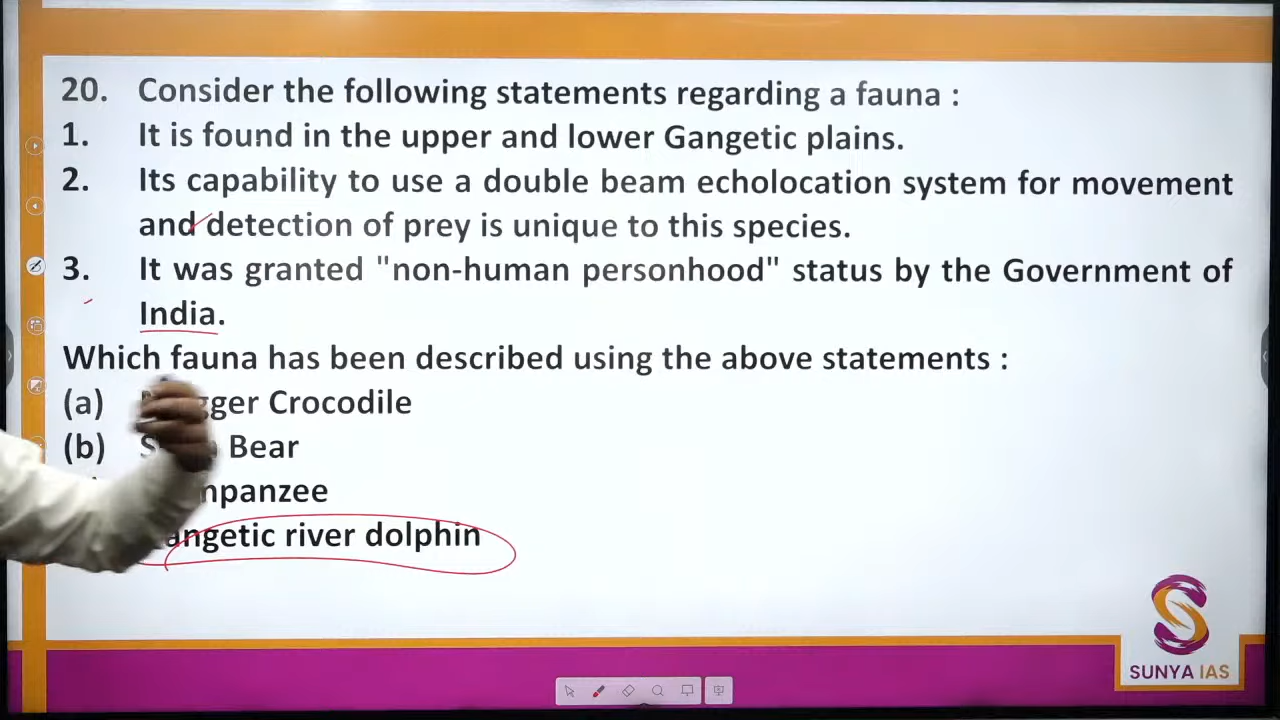 20. Consider the following statements regarding a fauna :
1. It is found in the upper and lower Gangetic plains.
2. Its capability to use a double beam echolocation system for movement
and detection of prey is unique to this species.
3. It was granted "non-human personhood" status by the Government of
India.
Which fauna has been described using the above statements :
(a) gger Crocodile
(b) S Bear
npanzee
angetic river dolphin
SUNYA IAS